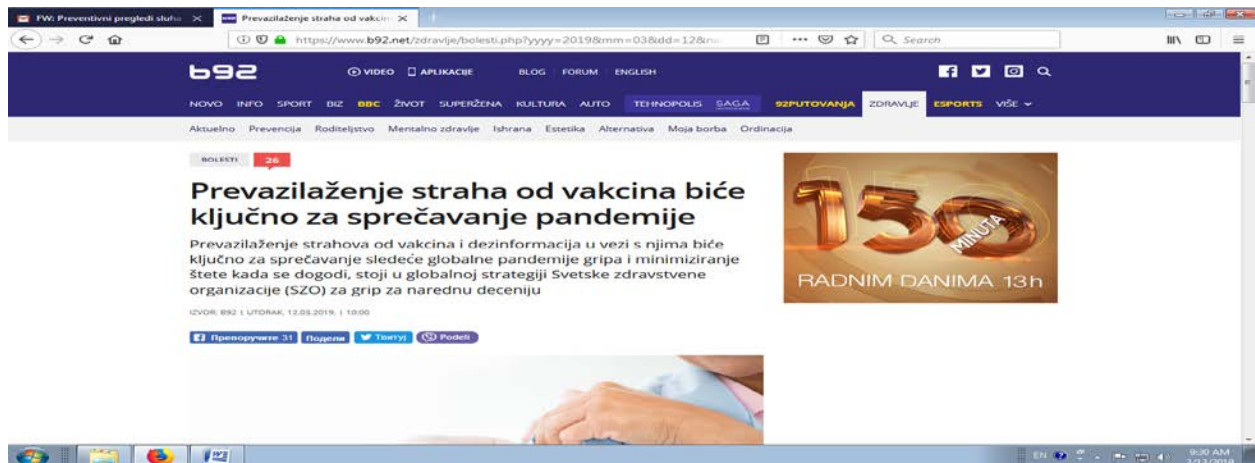 FW: Preventivni pregledi sluha
Prevazilaženje straha od vakcin
https://www.b92.net/zdravlje/bolesti.php?yyyy=2019&mm=03&dd=12&n
Search
b92
VIDEO APLIKACIJE BLOG FORUM ENGLISH
NOVO INFO SPORT BIZ BBC ŽIVOT SUPERŽENA KULTURA AUTO TEHNOPOLIS SAGA 92PUTOVANJA ZDRAVLJE ESPORTS VIŠE
Aktuelno Prevencija Roditeljstvo Mentalno zdravlje Ishrana Estetika Alternativa Moja borba Ordinacija
BOLESTI 26
Prevazilaženje straha od vakcina biće
ključno za sprečavanje pandemije
Prevazilaženje strahova od vakcina i dezinformacija u vezi s njima biće
ključno za sprečavanje sledeće globalne pandemije gripa i minimiziranje
štete kada se dogodi, stoji u globalnoj strategiji Svetske zdravstvene
organizacije (SZO) za grip za narednu deceniju
IZVOR: B92 | UTORAK, 12.03.2019. | 10:00
Препоручите 31 Подели Твитуј Podeli
150
MINUTA
RADNIM DANIMA 13h
EN
9:30 AM